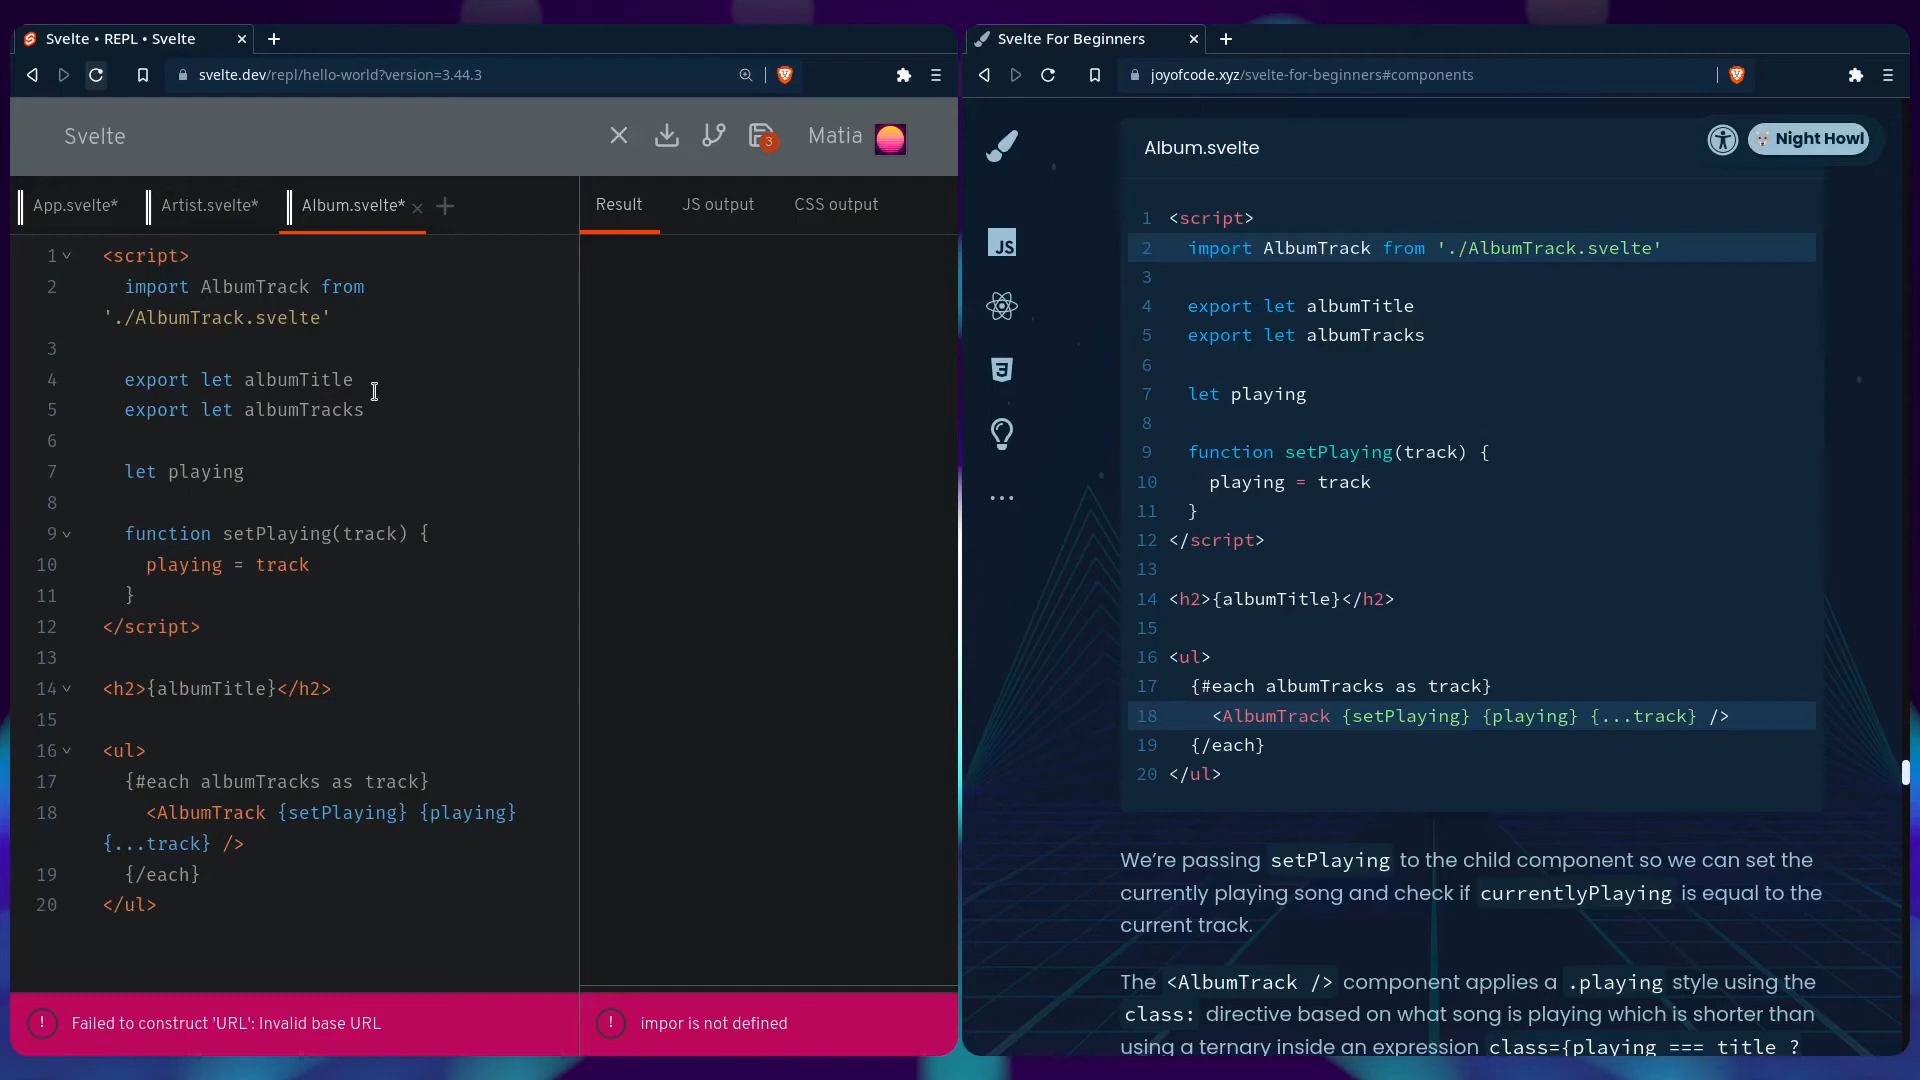 Svelte • REPL • Svelte
svelte.dev/repl/hello-world?version=3.44.3
Svelte
3
Matia
App.svelte*
Artist.svelte*
Album.svelte*
Result
JS output
CSS output
1 <script>
2 import AlbumTrack from
'./AlbumTrack.svelte'
3
4 export let albumTitle
5 export let albumTracks
6
7 let playing
8
9 function setPlaying(track) {
10 playing = track
11 }
12 </script>
13
14 <h2>{albumTitle}</h2>
15
16 <ul>
17 {#each albumTracks as track}
18 <AlbumTrack {setPlaying} {playing}
{...track} />
19 {/each}
20 </ul>
! Failed to construct 'URL': Invalid base URL
! impor is not defined
Svelte For Beginners
joyofcode.xyz/svelte-for-beginners#components
JS
Album.svelte
Night Howl
1 <script>
2 import AlbumTrack from './AlbumTrack.svelte'
3
4 export let albumTitle
5 export let albumTracks
6
7 let playing
8
9 function setPlaying(track) {
10 playing = track
11 }
12 </script>
13
14 <h2>{albumTitle}</h2>
15
16 <ul>
17 {#each albumTracks as track}
18 <AlbumTrack {setPlaying} {playing} {...track} />
19 {/each}
20 </ul>
We're passing setPlaying to the child component so we can set the
currently playing song and check if currentlyPlaying is equal to the
current track.
The <AlbumTrack /> component applies a .playing style using the
class: directive based on what song is playing which is shorter than
using a ternary inside an expression class={playing === title ?